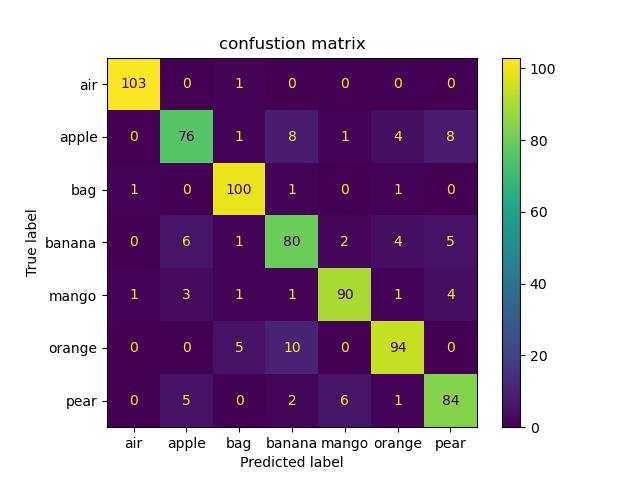 confustion matrix
air 103 0 1 0 0 0 0
apple 0 76 1 8 1 4 8
bag 1 0 100 1 0 1 0
banana 0 6 1 80 2 4 5
mango 1 3 1 1 90 1 4
orange 0 0 5 10 0 94 0
pear 0 5 0 2 6 1 84
air apple bag banana mango orange pear
Predicted label
True label
100
80
60
40
20
0